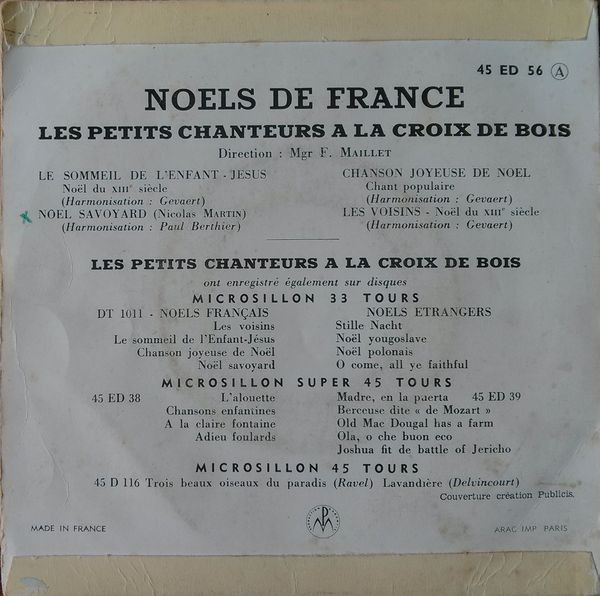 45 ED 56 A
NOELS DE FRANCE
LES PETITS CHANTEURS A LA CROIX DE BOIS
Direction : Mgr F. MAILLET
LE SOMMEIL DE L'ENFANT - JESUS
Noël du XIIIe siècle
(Harmonisation : Gevaert)
x NOEL SAVOYARD (Nicolas MARTIN)
(Harmonisation : Paul Berthier)
CHANSON JOYEUSE DE NOEL
Chant populaire
(Harmonisation : Gevaert)
LES VOISINS - Noël du XIIIe siècle
(Harmonisation : Gevaert)
LES PETITS CHANTEURS A LA CROIX DE BOIS
ont enregistré également sur disques
MICROSILLON 33 TOURS
DT 1011 - NOELS FRANÇAIS
Les voisins
Le sommeil de l'Enfant-Jésus
Chanson joyeuse de Noël
Noël savoyard
NOELS ETRANGERS
Stille Nacht
Noël yougoslave
Noël polonais
O come, all ye faithful
MICROSILLON SUPER 45 TOURS
45 ED 38 L'alouette
Chansons enfantines
A la claire fontaine
Adieu foulards
Madre, en la puerta 45 ED 39
Berceuse dite « de Mozart »
Old Mac Dougal has a farm
Ola, o che buon eco
Joshua fit de battle of Jericho
MICROSILLON 45 TOURS
45 D 116 Trois beaux oiseaux du paradis (Ravel) Lavandière (Delvincourt)
Couverture création Publicis.
MADE IN FRANCE
ARAC IMP PARIS